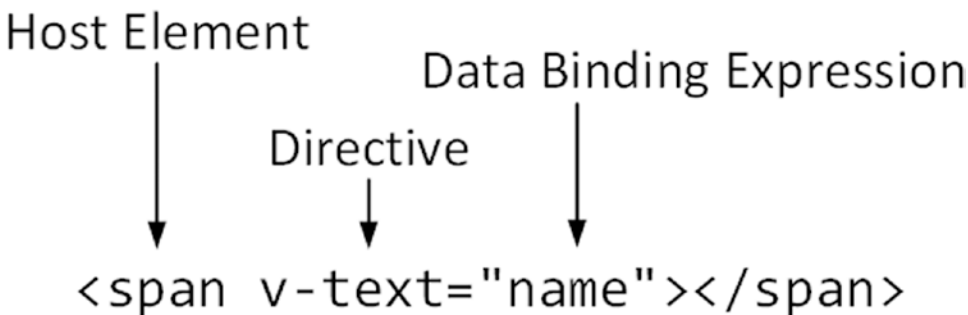 Host Element
Data Binding Expression
Directive
<span v-text="name"></span>